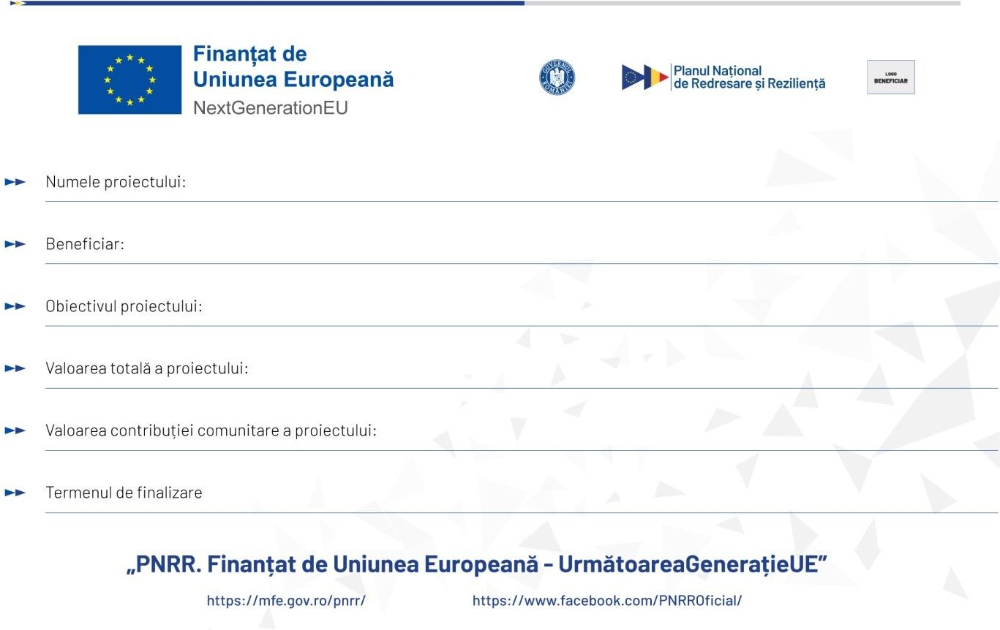 Finanțat de
Uniunea Europeană
NextGenerationEU
GUVERNUL ROMÂNIEI
Planul Național
de Redresare și Reziliență
LOGO
BENEFICIAR
Numele proiectului:
Beneficiar:
Obiectivul proiectului:
Valoarea totală a proiectului:
Valoarea contribuției comunitare a proiectului:
Termenul de finalizare
„PNRR. Finanțat de Uniunea Europeană - UrmătoareaGenerațieUE”
https://mfe.gov.ro/pnrr/ https://www.facebook.com/PNRROficial/